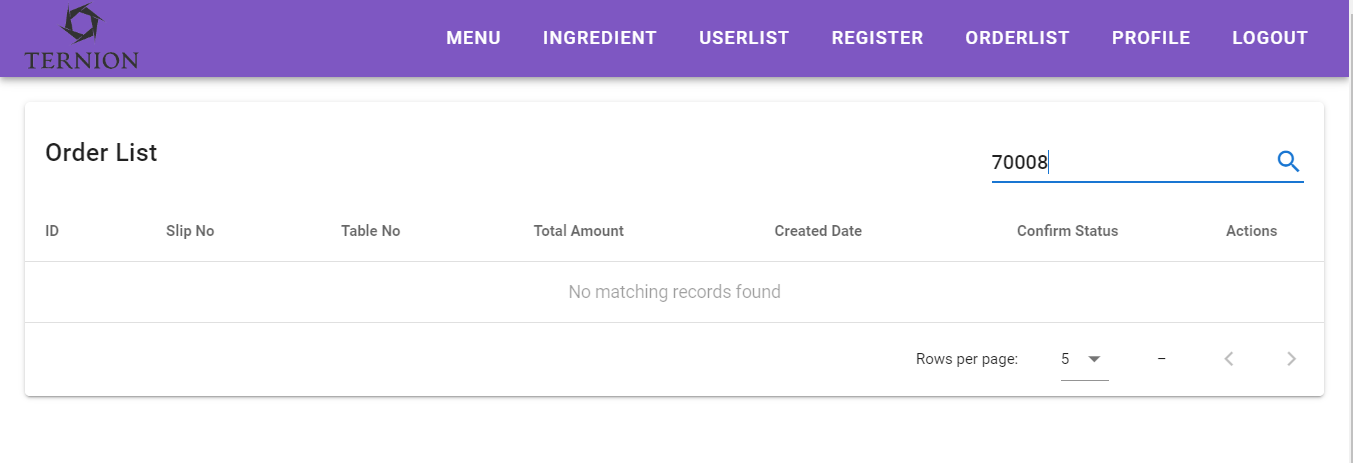 TERNION
MENU INGREDIENT USERLIST REGISTER ORDERLIST PROFILE LOGOUT
Order List
70008
ID Slip No Table No Total Amount Created Date Confirm Status Actions
No matching records found
Rows per page: 5 –